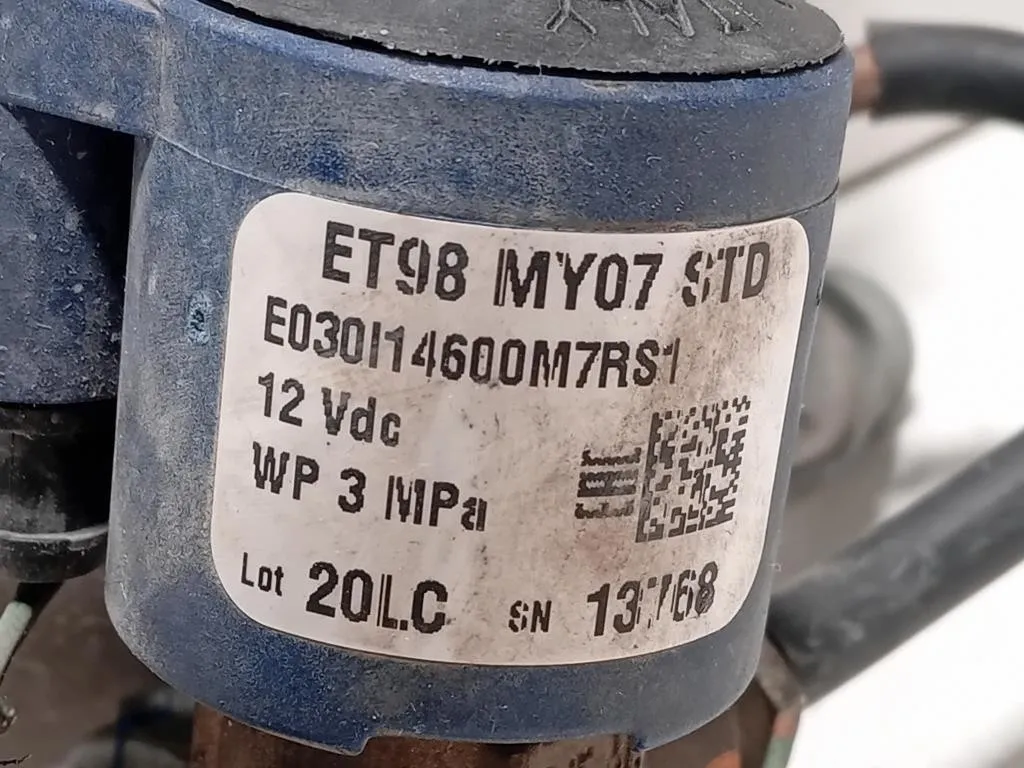 ET98 MY07 STD
E030I14600M7RS1
12 Vdc
WP 3 MPa
Lot 20LC SN 13768